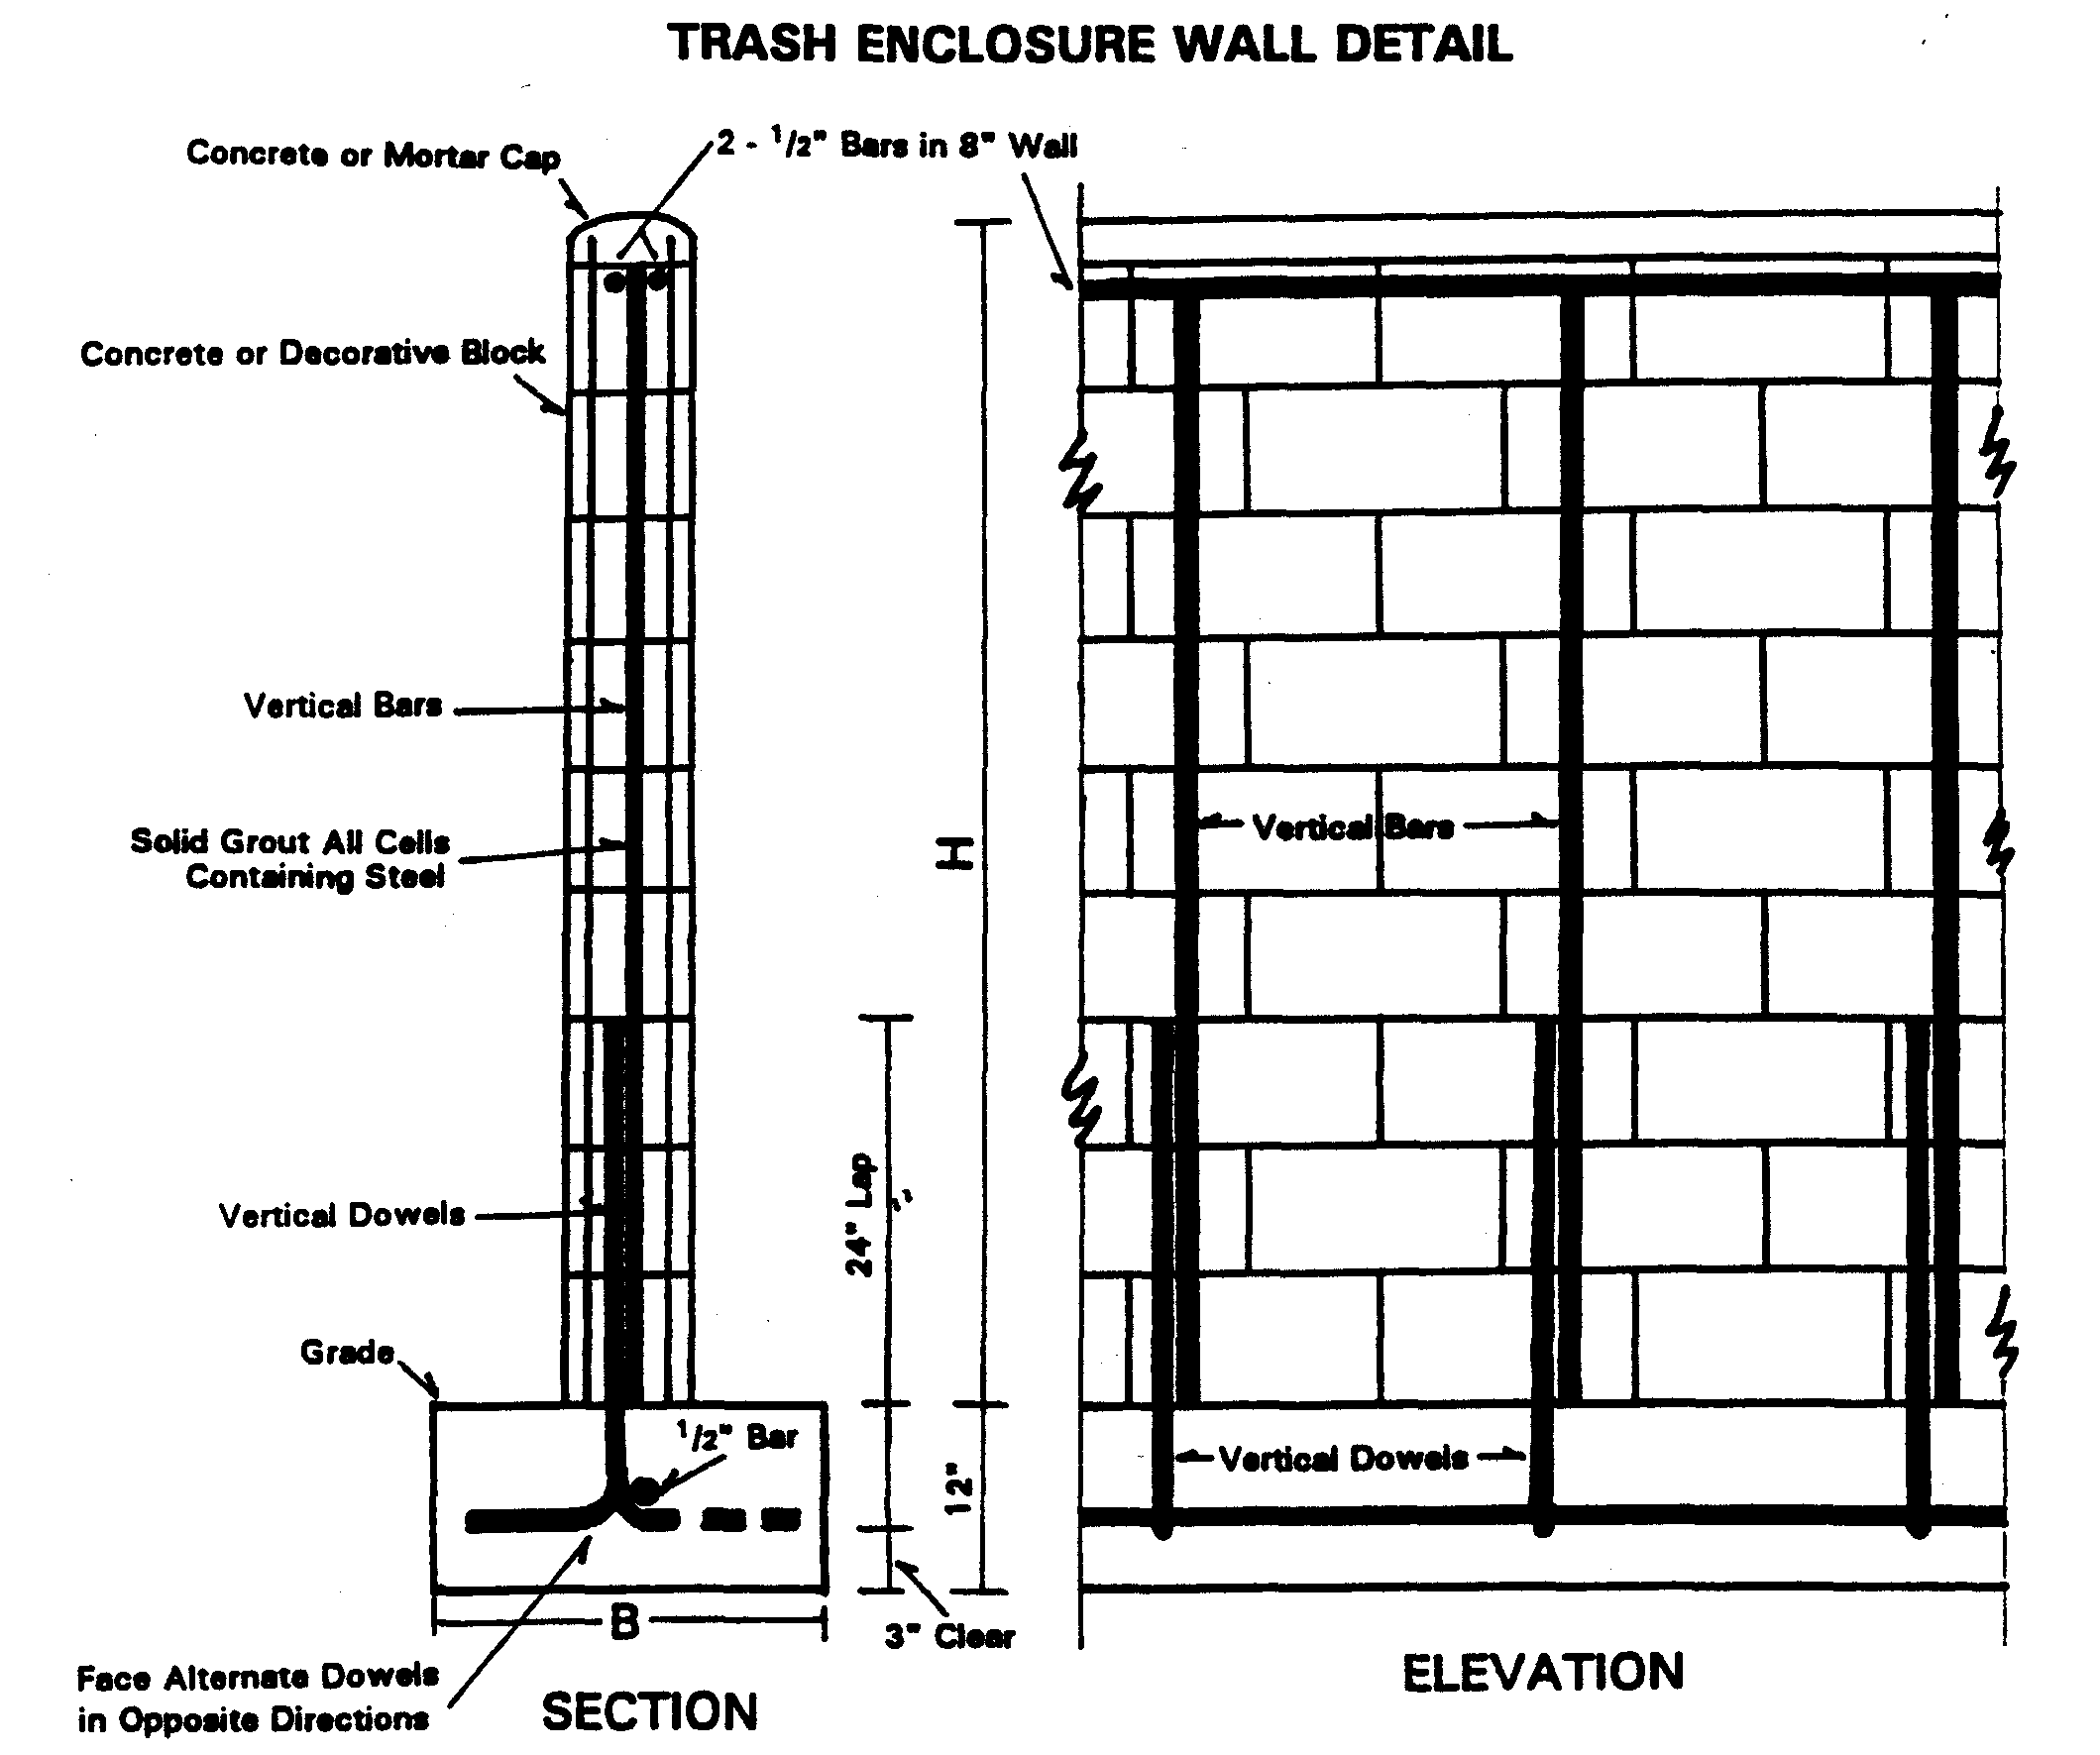 TRASH ENCLOSURE WALL DETAIL
Concrete or Mortar Cap
2 - 1/2" Bars in 8" Wall
Concrete or Decorative Block
Vertical Bars
Solid Grout All Cells
Containing Steel
H
Vertical Bars
24" Lap
Vertical Dowels
Grade
1/2" Bar
12"
Vertical Dowels
B
3" Clear
Face Alternate Dowels
in Opposite Directions
SECTION
ELEVATION